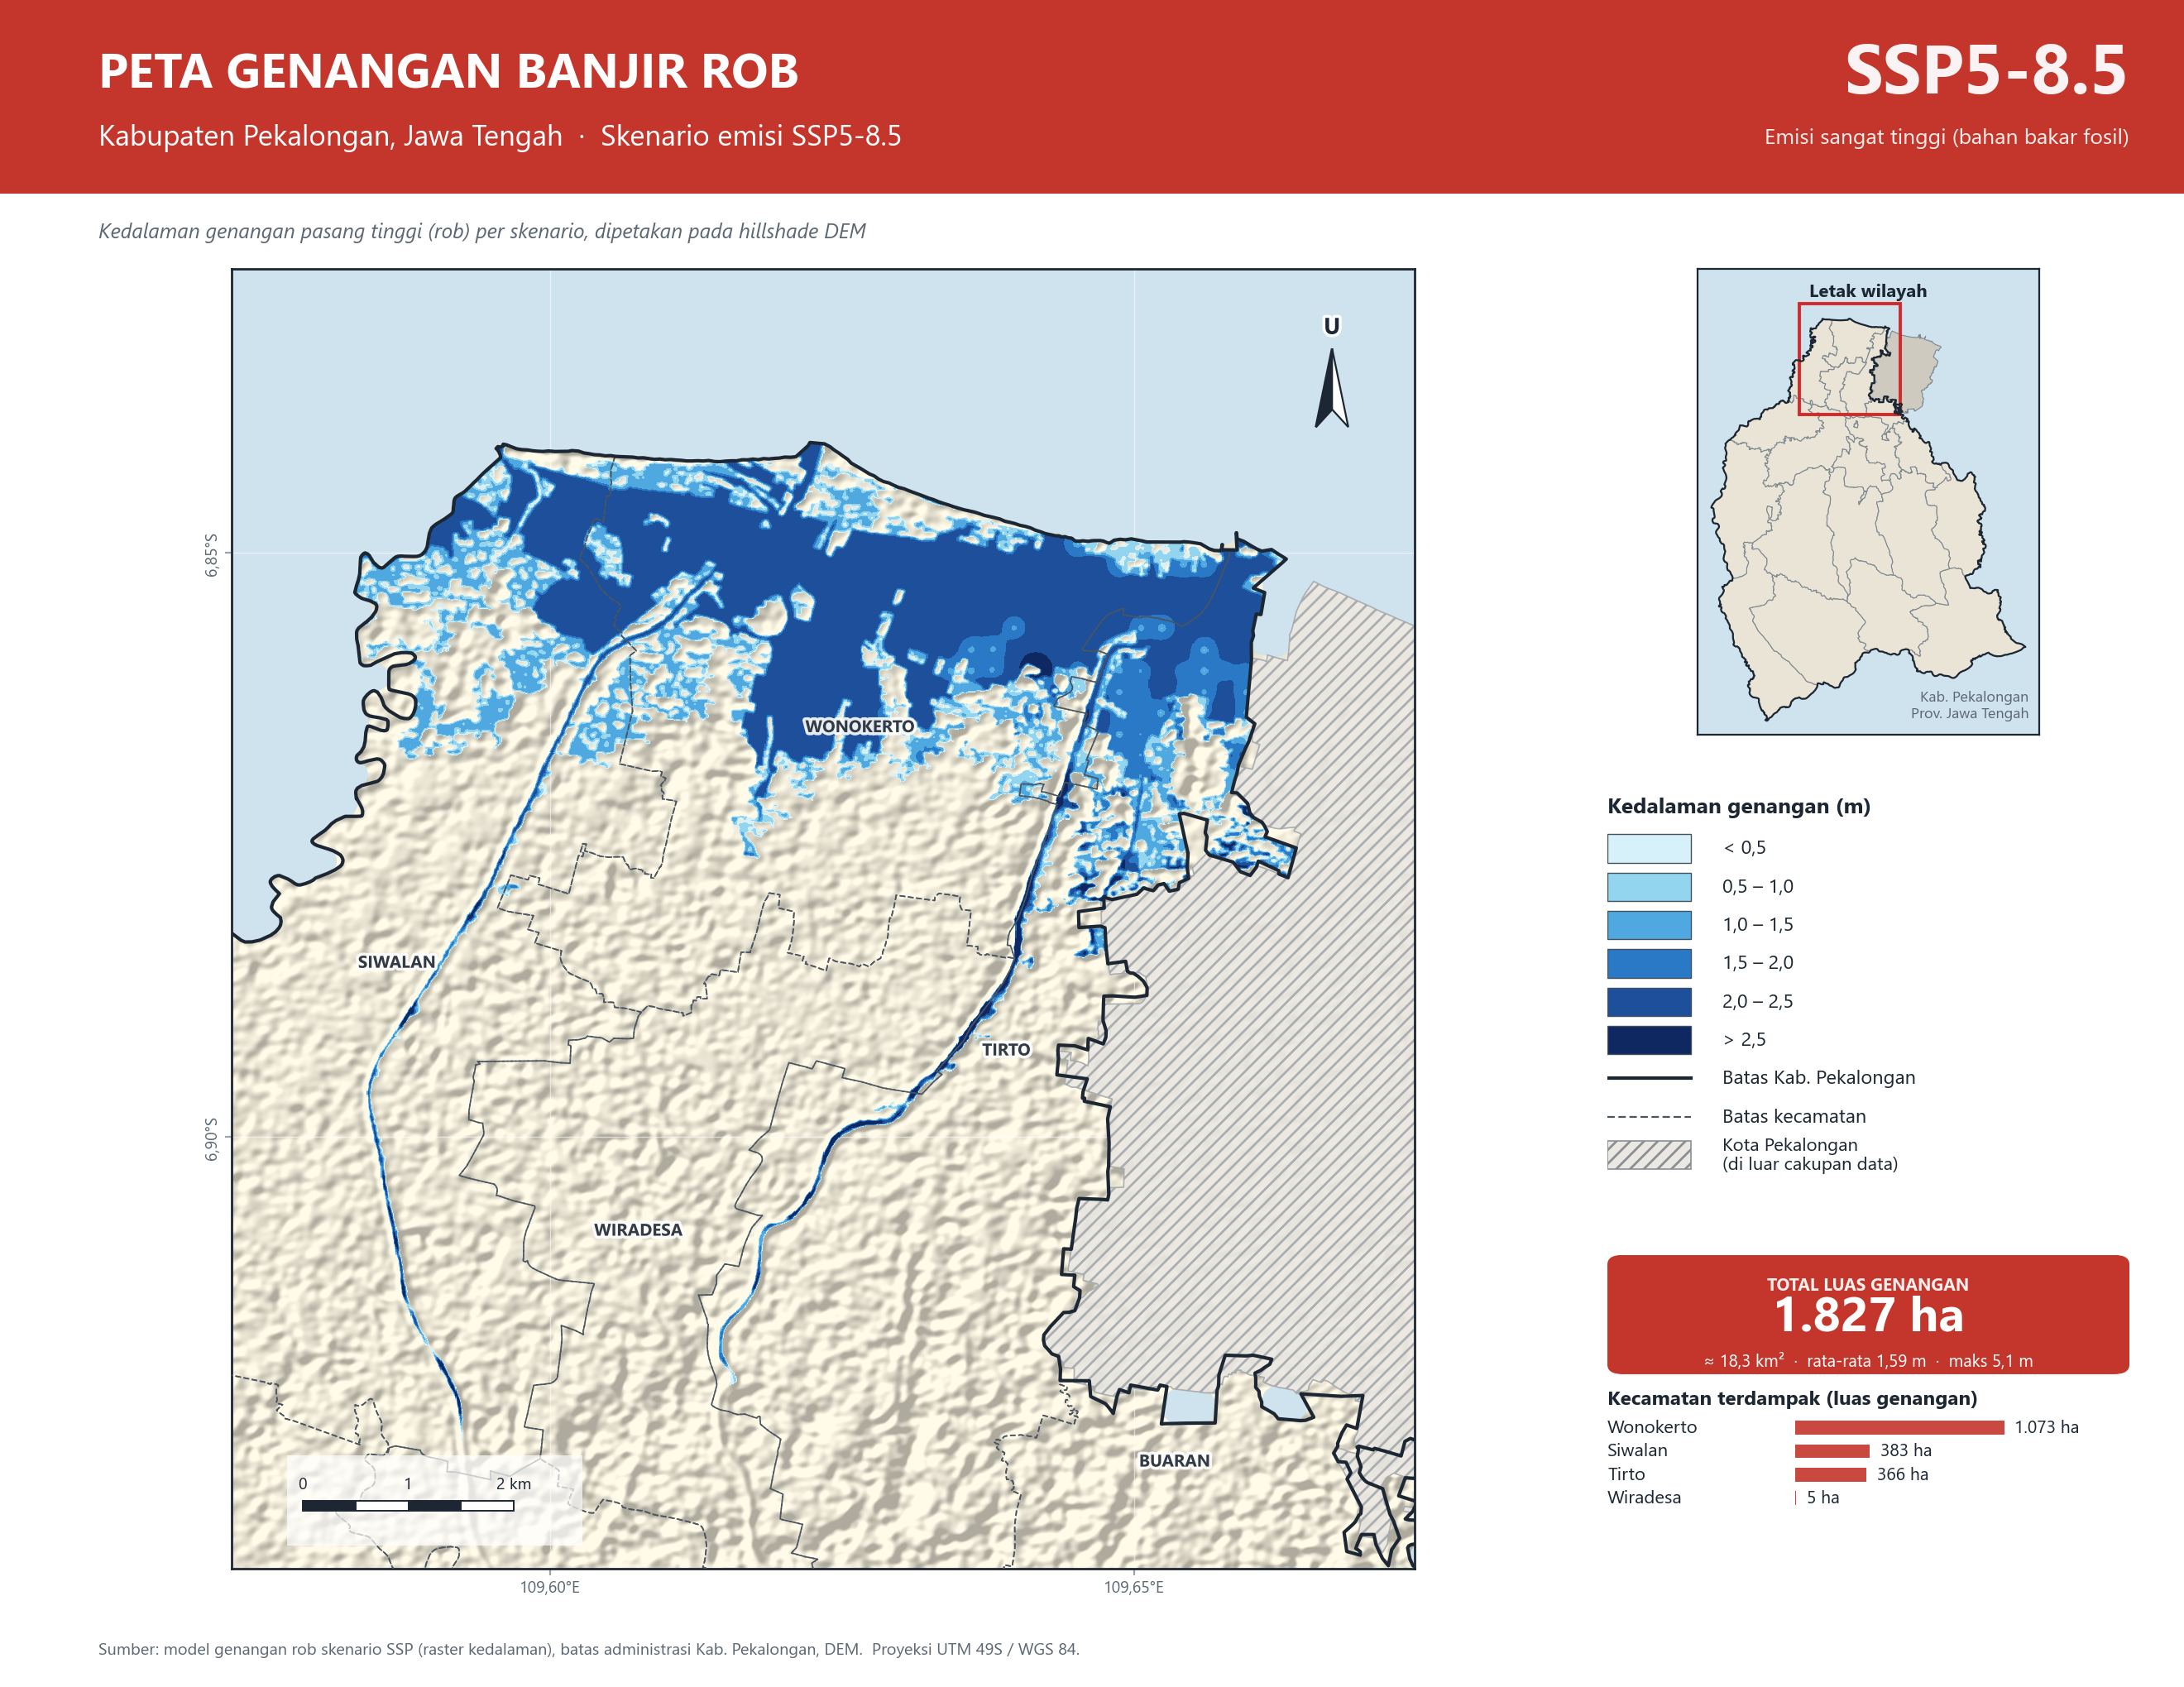 PETA GENANGAN BANJIR ROB
Kabupaten Pekalongan, Jawa Tengah · Skenario emisi SSP5-8.5
SSP5-8.5
Emisi sangat tinggi (bahan bakar fosil)
Kedalaman genangan pasang tinggi (rob) per skenario, dipetakan pada hillshade DEM
U
6,85°S
6,90°S
WONOKERTO
SIWALAN
TIRTO
WIRADESA
BUARAN
0 1 2 km
109,60°E
109,65°E
Letak wilayah
Kab. Pekalongan
Prov. Jawa Tengah
Kedalaman genangan (m)
< 0,5
0,5 – 1,0
1,0 – 1,5
1,5 – 2,0
2,0 – 2,5
> 2,5
Batas Kab. Pekalongan
Batas kecamatan
Kota Pekalongan
(di luar cakupan data)
TOTAL LUAS GENANGAN
1.827 ha
≈ 18,3 km² · rata-rata 1,59 m · maks 5,1 m
Kecamatan terdampak (luas genangan)
Wonokerto 1.073 ha
Siwalan 383 ha
Tirto 366 ha
Wiradesa 5 ha
Sumber: model genangan rob skenario SSP (raster kedalaman), batas administrasi Kab. Pekalongan, DEM. Proyeksi UTM 49S / WGS 84.